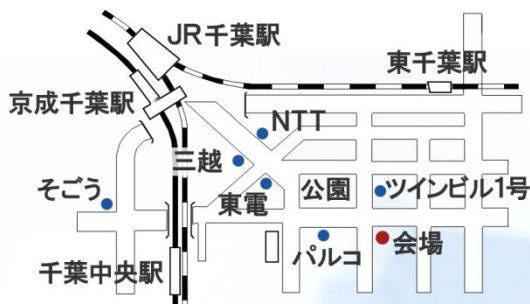 JR千葉駅
東千葉駅
京成千葉駅
NTT
三越
そごう
東電
公園
ツインビル1号
パルコ
会場
千葉中央駅